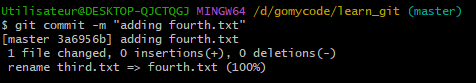 Utilisateur@DESKTOP-QJCTQGJ MINGW64 /d/gomycode/learn_git (master)
$ git commit -m "adding fourth.txt"
[master 3a6956b] adding fourth.txt
 1 file changed, 0 insertions(+), 0 deletions(-)
 rename third.txt => fourth.txt (100%)